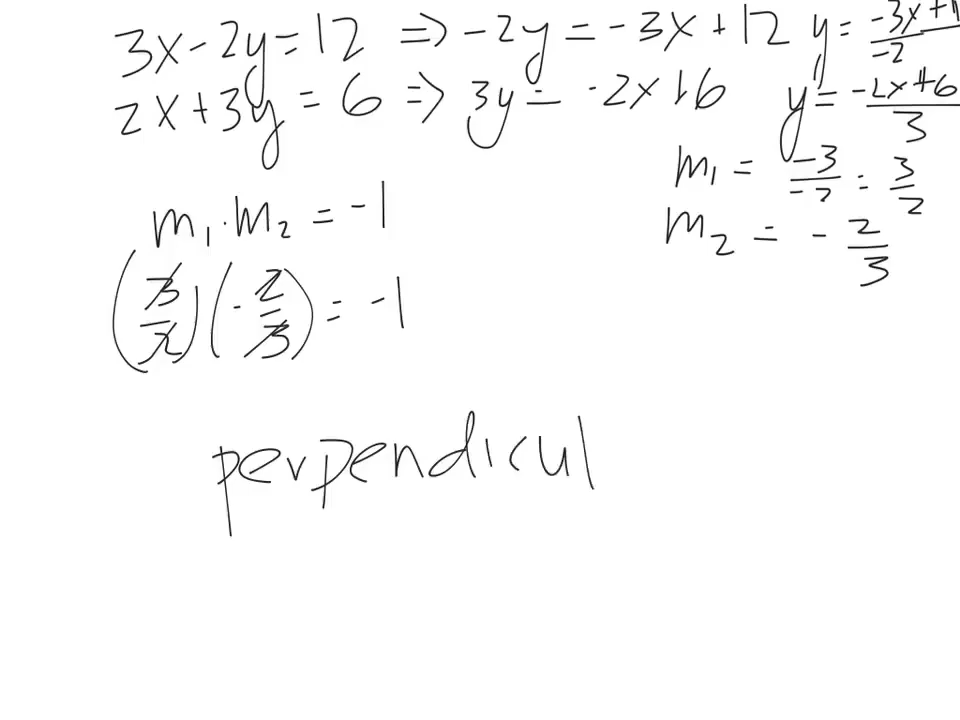 3x-2y=12 => -2y = -3x+12 y = -3x+1/-2
2x+3y = 6 => 3y = -2x+6 y = -2x+6/3
m₁ = -3/-2 = 3/2
m₁·m₂ = -1
m₂ = -2/3
(3/2)(-2/3) = -1
perpendicul